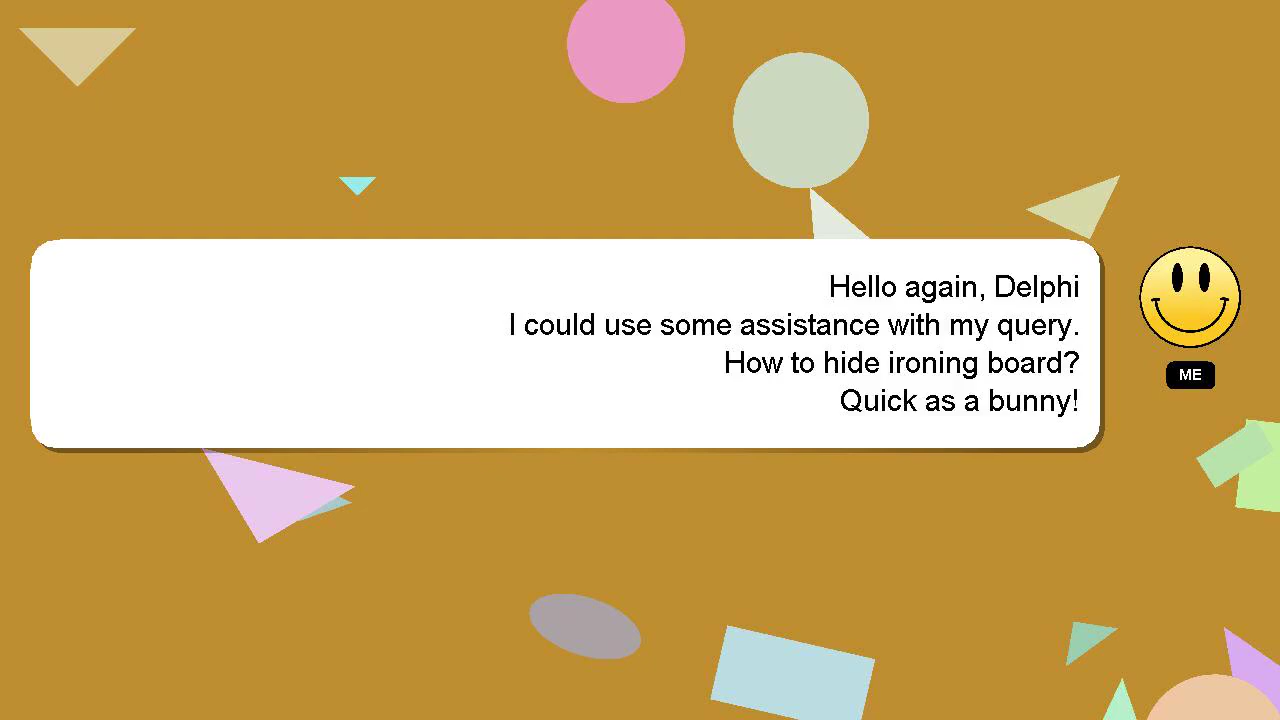 Hello again, Delphi
I could use some assistance with my query.
How to hide ironing board?
Quick as a bunny!
ME